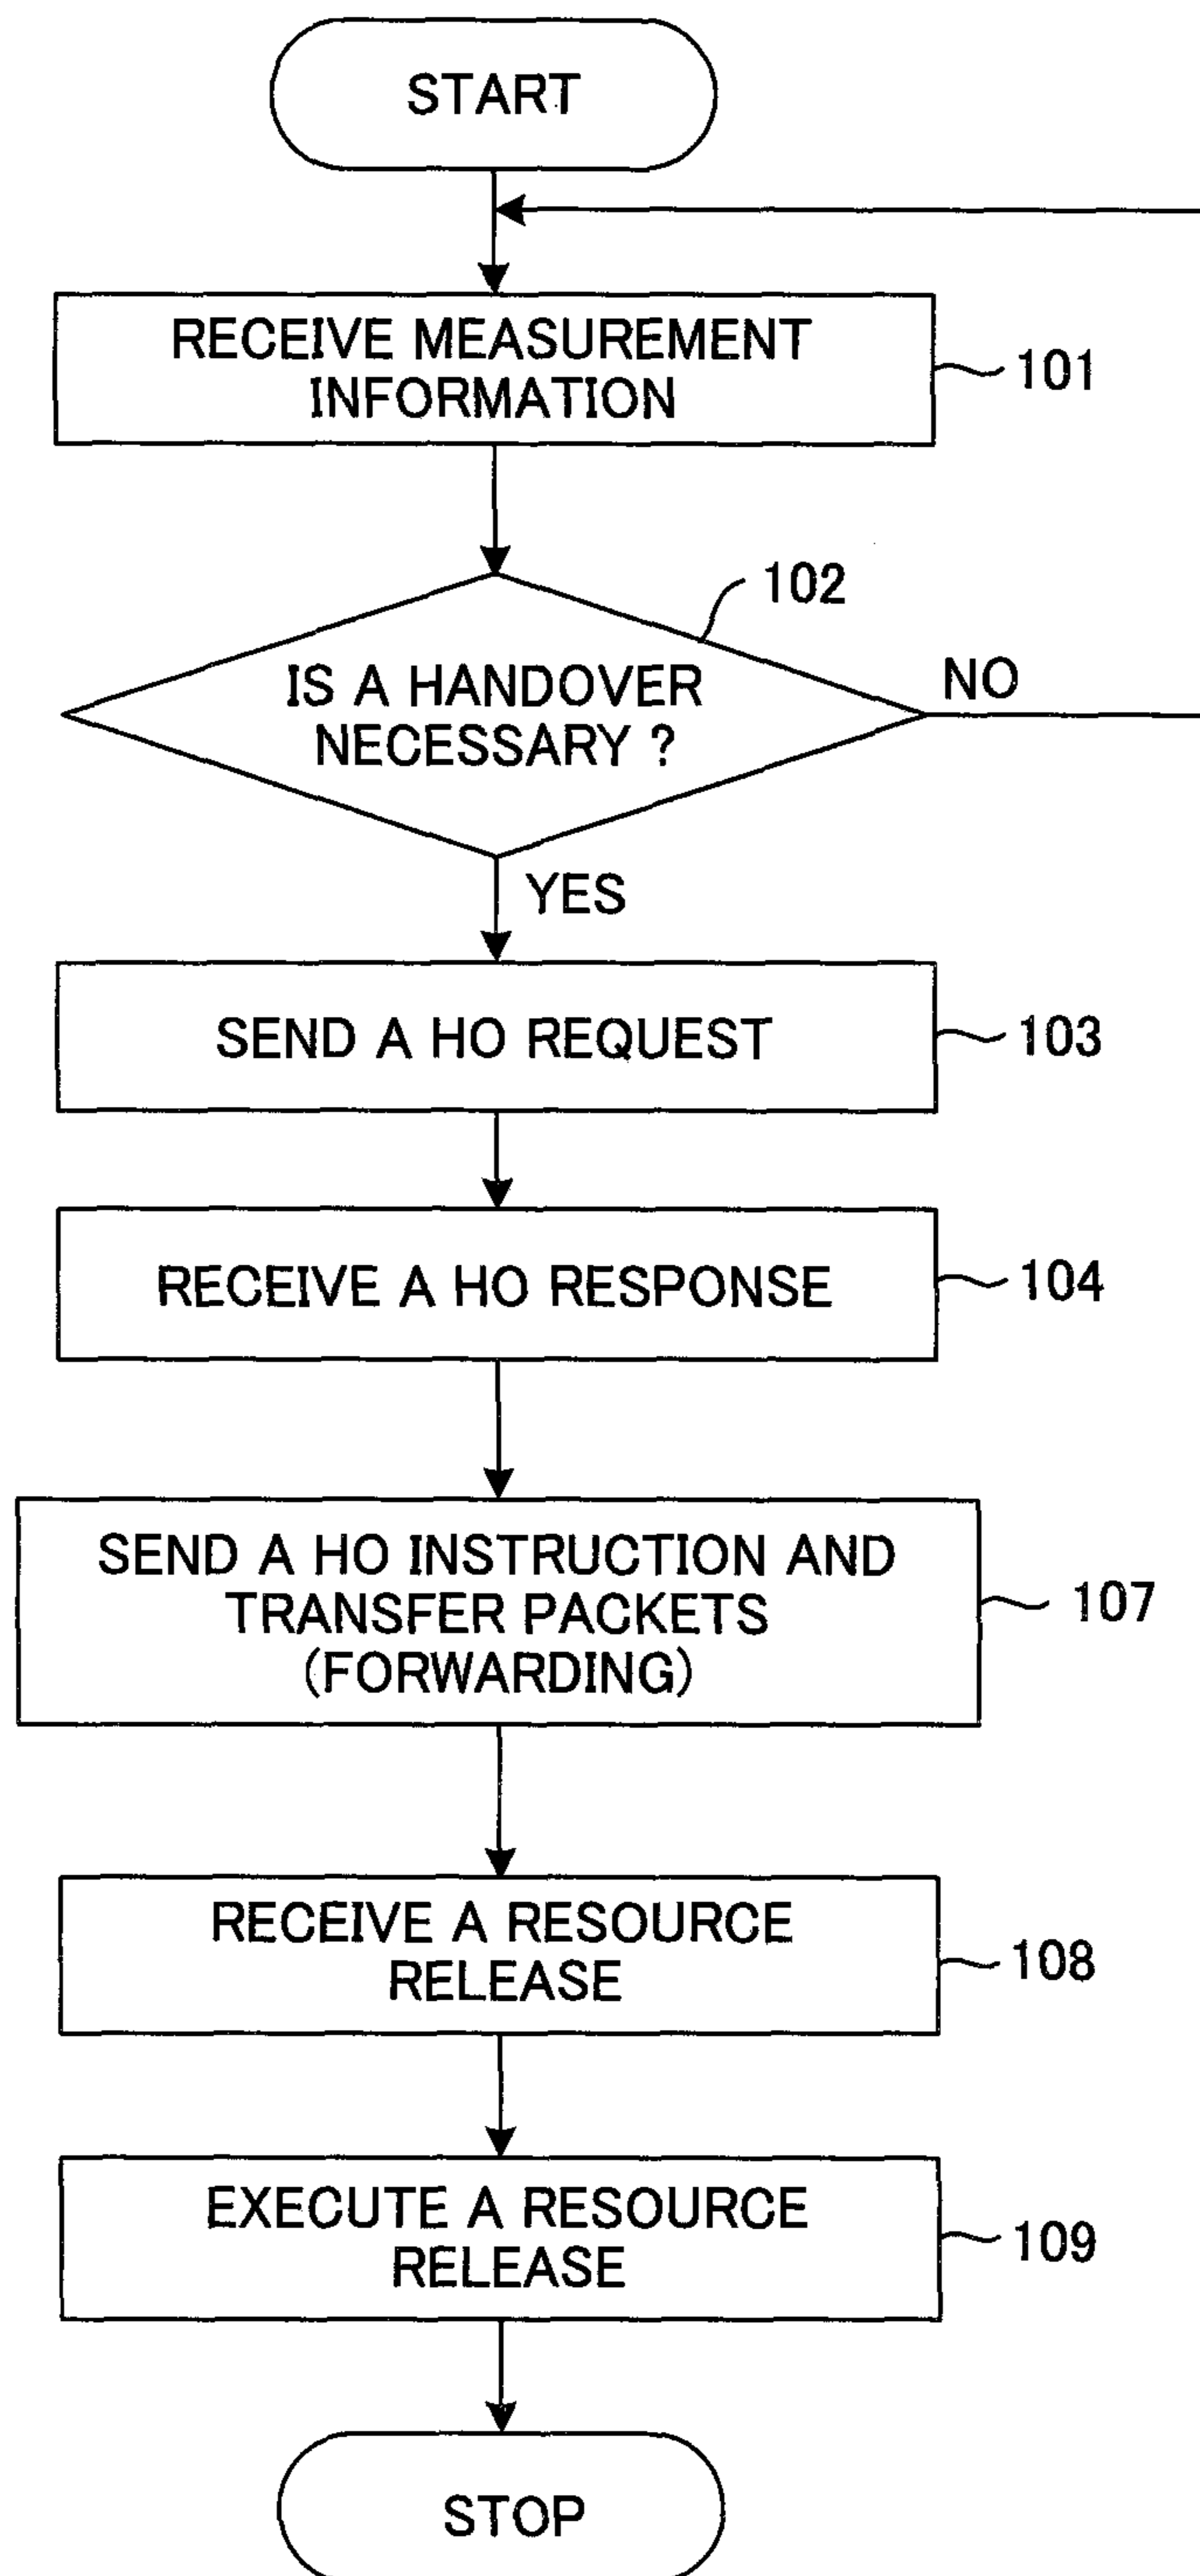 START
RECEIVE MEASUREMENT
INFORMATION
101
102
IS A HANDOVER
NECESSARY ?
NO
YES
SEND A HO REQUEST
103
RECEIVE A HO RESPONSE
104
SEND A HO INSTRUCTION AND
TRANSFER PACKETS
(FORWARDING)
107
RECEIVE A RESOURCE
RELEASE
108
EXECUTE A RESOURCE
RELEASE
109
STOP